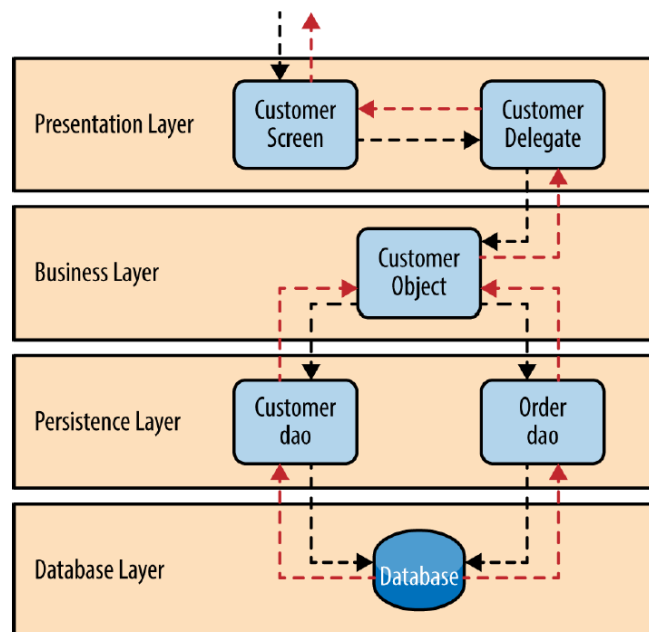 Presentation Layer
Customer
Screen
Customer
Delegate
Business Layer
Customer
Object
Persistence Layer
Customer
dao
Order
dao
Database Layer
Database